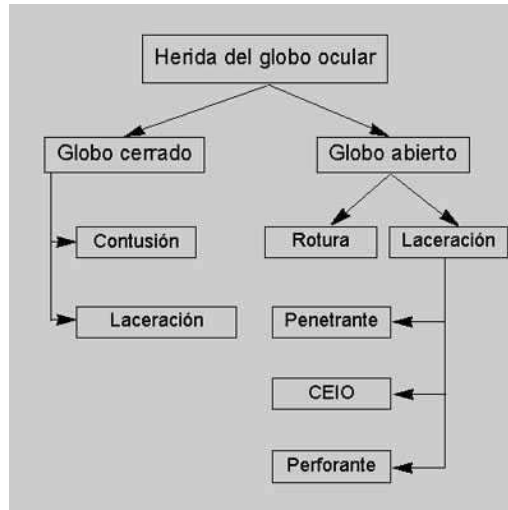 Herida del globo ocular
Globo cerrado
Globo abierto
Contusión
Rotura
Laceración
Laceración
Penetrante
CEIO
Perforante